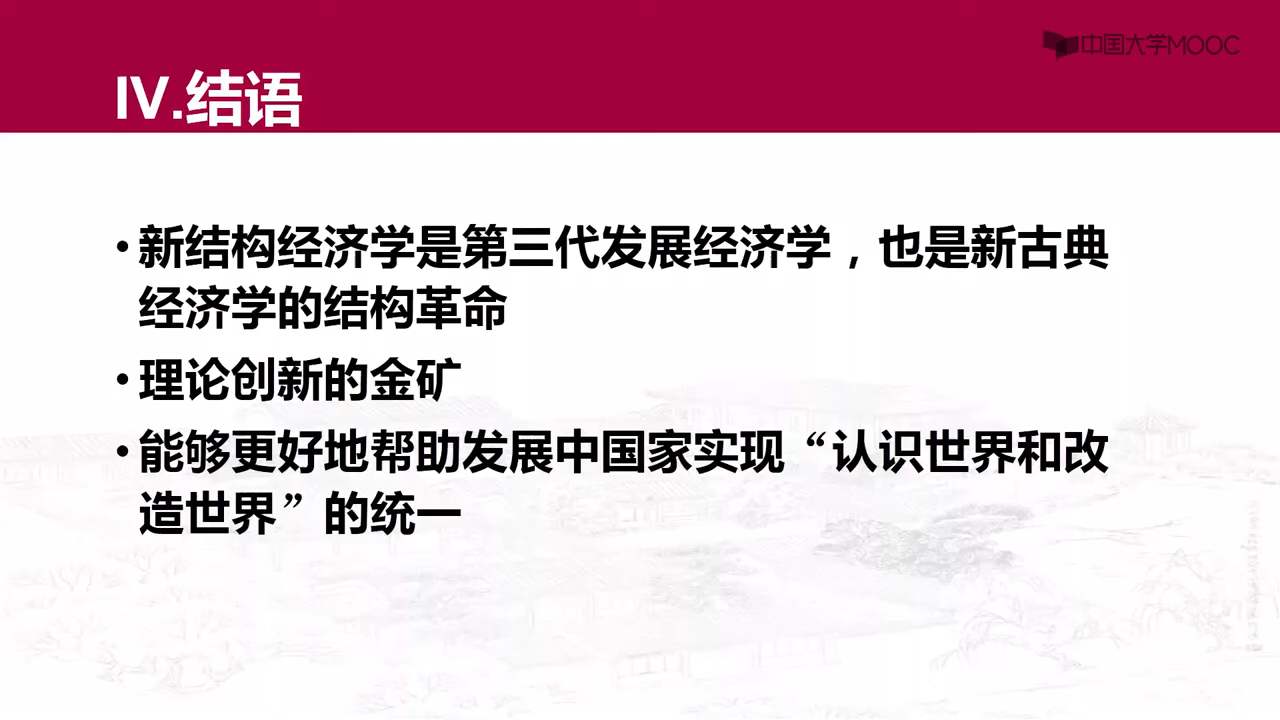 中国大学MOOC
IV.结语
• 新结构经济学是第三代发展经济学，也是新古典
经济学的结构革命
• 理论创新的金矿
• 能够更好地帮助发展中国家实现“认识世界和改
造世界”的统一